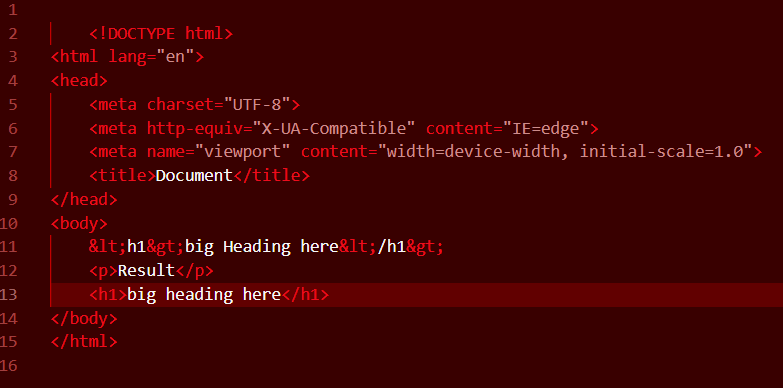 1
2 <!DOCTYPE html>
3 <html lang="en">
4 <head>
5 <meta charset="UTF-8">
6 <meta http-equiv="X-UA-Compatible" content="IE=edge">
7 <meta name="viewport" content="width=device-width, initial-scale=1.0">
8 <title>Document</title>
9 </head>
10 <body>
11 &lt;h1&gt;big Heading here&lt;/h1&gt;
12 <p>Result</p>
13 <h1>big heading here</h1>
14 </body>
15 </html>
16